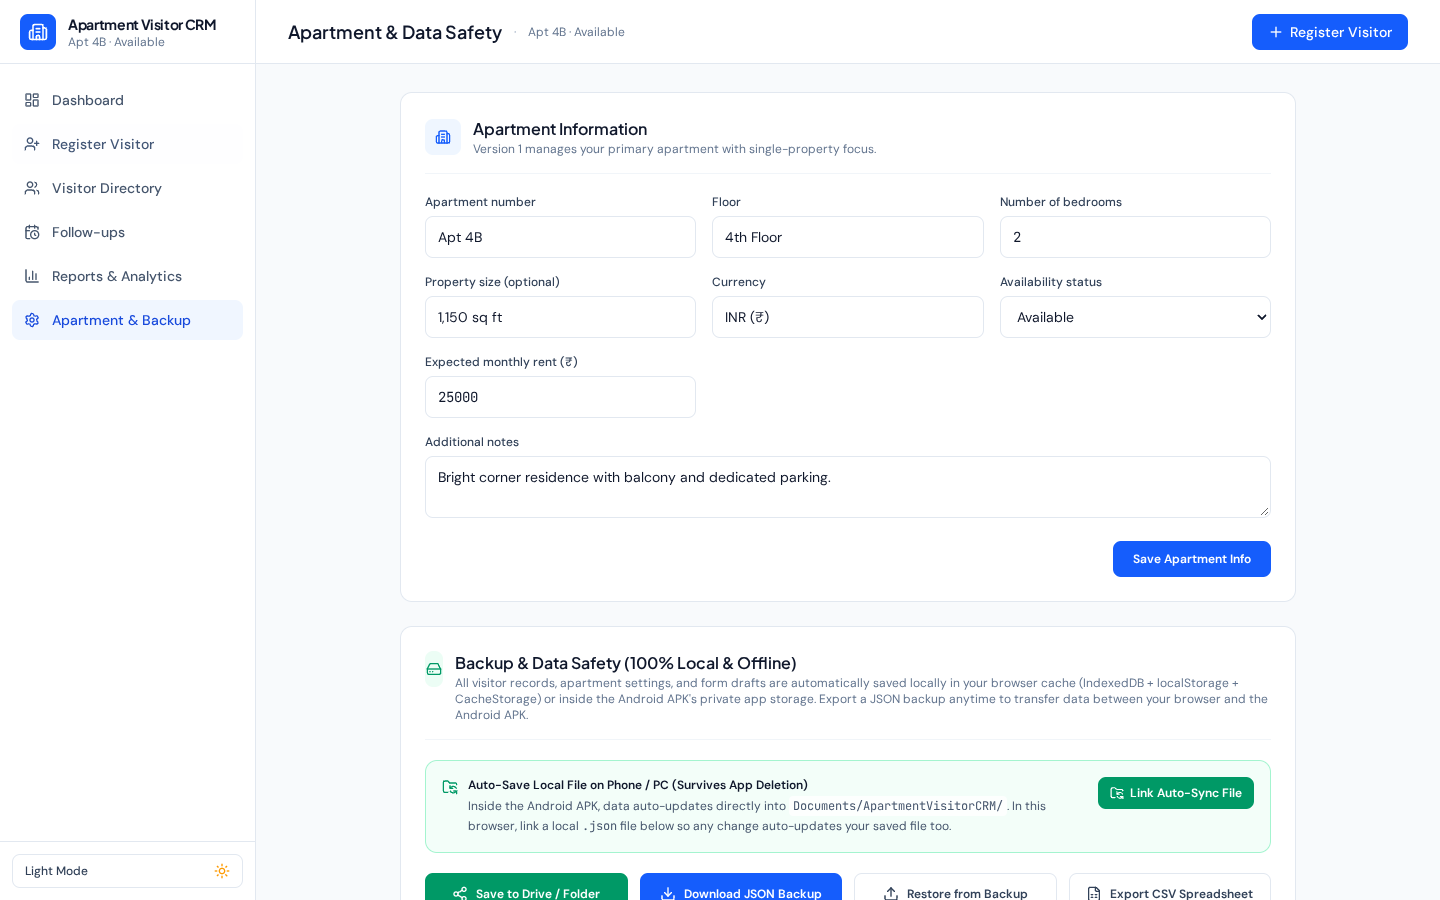 Apartment Visitor CRM
Apt 4B · Available
Apartment & Data Safety · Apt 4B · Available
Register Visitor
Dashboard
Register Visitor
Visitor Directory
Follow-ups
Reports & Analytics
Apartment & Backup
Light Mode
Apartment Information
Version 1 manages your primary apartment with single-property focus.
Apartment number
Floor
Number of bedrooms
Apt 4B
4th Floor
2
Property size (optional)
Currency
Availability status
1,150 sq ft
INR (₹)
Available
Expected monthly rent (₹)
25000
Additional notes
Bright corner residence with balcony and dedicated parking.
Save Apartment Info
Backup & Data Safety (100% Local & Offline)
All visitor records, apartment settings, and form drafts are automatically saved locally in your browser cache (IndexedDB + localStorage +
CacheStorage) or inside the Android APK's private app storage. Export a JSON backup anytime to transfer data between your browser and the
Android APK.
Auto-Save Local File on Phone / PC (Survives App Deletion)
Inside the Android APK, data auto-updates directly into Documents/ApartmentVisitorCRM/. In this
browser, link a local .json file below so any change auto-updates your saved file too.
Link Auto-Sync File
Save to Drive / Folder
Download JSON Backup
Restore from Backup
Export CSV Spreadsheet